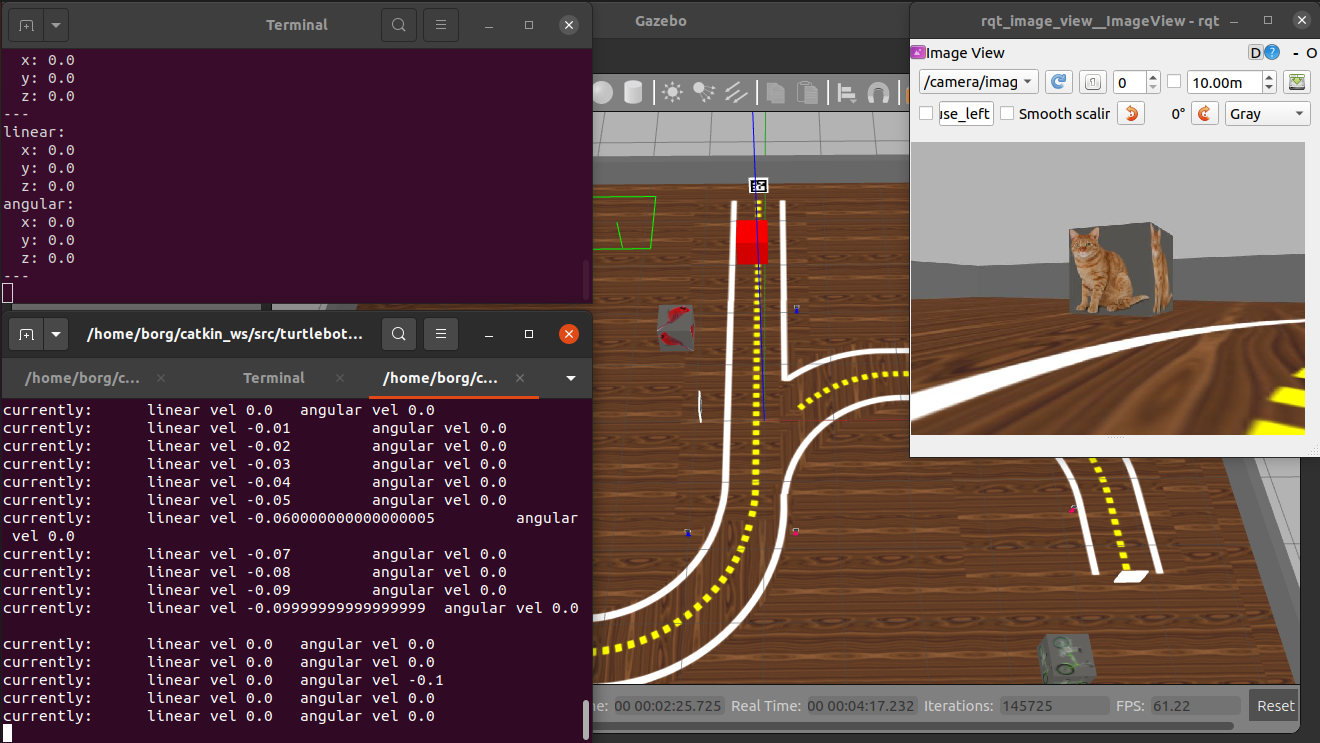 Terminal
x: 0.0
y: 0.0
z: 0.0
---
linear:
x: 0.0
y: 0.0
z: 0.0
angular:
x: 0.0
y: 0.0
z: 0.0
---
Gazebo
rqt_image_view__ImageView - rqt
Image View
D
- O
/camera/imag
0
10.00m
use_left
Smooth scalir
0°
Gray
/home/borg/catkin_ws/src/turtlebot...
/home/borg/c...
Terminal
/home/borg/c...
currently: linear vel 0.0 angular vel 0.0
currently: linear vel -0.01 angular vel 0.0
currently: linear vel -0.02 angular vel 0.0
currently: linear vel -0.03 angular vel 0.0
currently: linear vel -0.04 angular vel 0.0
currently: linear vel -0.05 angular vel 0.0
currently: linear vel -0.060000000000000005 angular
vel 0.0
currently: linear vel -0.07 angular vel 0.0
currently: linear vel -0.08 angular vel 0.0
currently: linear vel -0.09 angular vel 0.0
currently: linear vel -0.09999999999999999 angular vel 0.0
currently: linear vel 0.0 angular vel 0.0
currently: linear vel 0.0 angular vel 0.0
currently: linear vel 0.0 angular vel -0.1
currently: linear vel 0.0 angular vel 0.0
currently: linear vel 0.0 angular vel 0.0
ne: 00 00:02:25.725 Real Time: 00 00:04:17.232 Iterations: 145725 FPS: 61.22 Reset